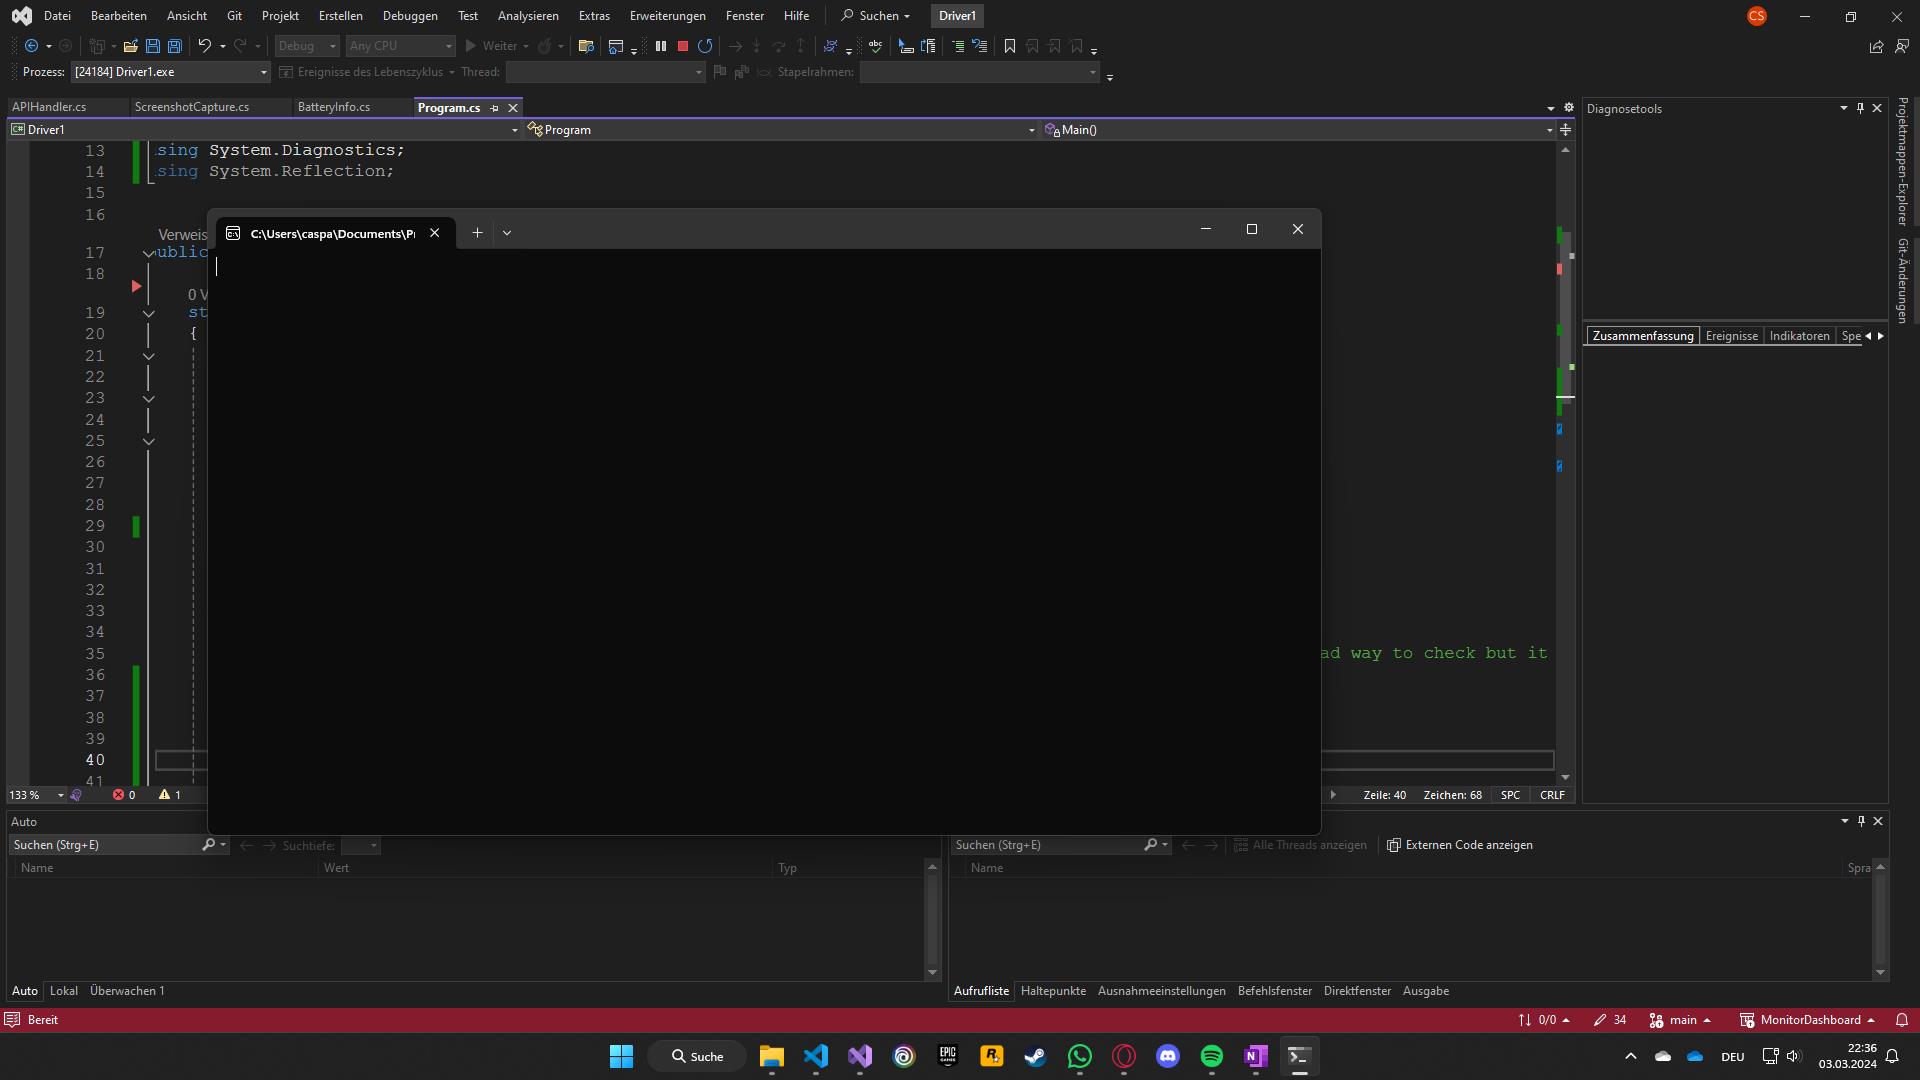 Datei Bearbeiten Ansicht Git Projekt Erstellen Debuggen Test Analysieren Extras Erweiterungen Fenster Hilfe Suchen Driver1 CS
Debug Any CPU Weiter
Prozess: [24184] Driver1.exe Ereignisse des Lebenszyklus Thread: Stapelrahmen:
APIHandler.cs ScreenshotCapture.cs BatteryInfo.cs Program.cs
Driver1 Program Main()
13 sing System.Diagnostics;
14 sing System.Reflection;
15
16
Verweis
17 ublic
18
0 V
19 st
20 {
21
22
23
24
25
26
27
28
29
30
31
32
33
34
35 ad way to check but it
36
37
38
39
40
41
C:\Users\caspa\Documents\P
133 % 0 1 Zeile: 40 Zeichen: 68 SPC CRLF
Diagnosetools
Zusammenfassung Ereignisse Indikatoren Spe
Projektmappen-Explorer
Git-Änderungen
Auto
Suchen (Strg+E) Suchtiefe:
Name Wert Typ
Auto Lokal Überwachen 1
Suchen (Strg+E) Alle Threads anzeigen Externen Code anzeigen
Name Spra
Aufrufliste Haltepunkte Ausnahmeeinstellungen Befehlsfenster Direktfenster Ausgabe
Bereit 0/0 34 main MonitorDashboard
Suche EPIC GAMES R N DEU 22:36
03.03.2024